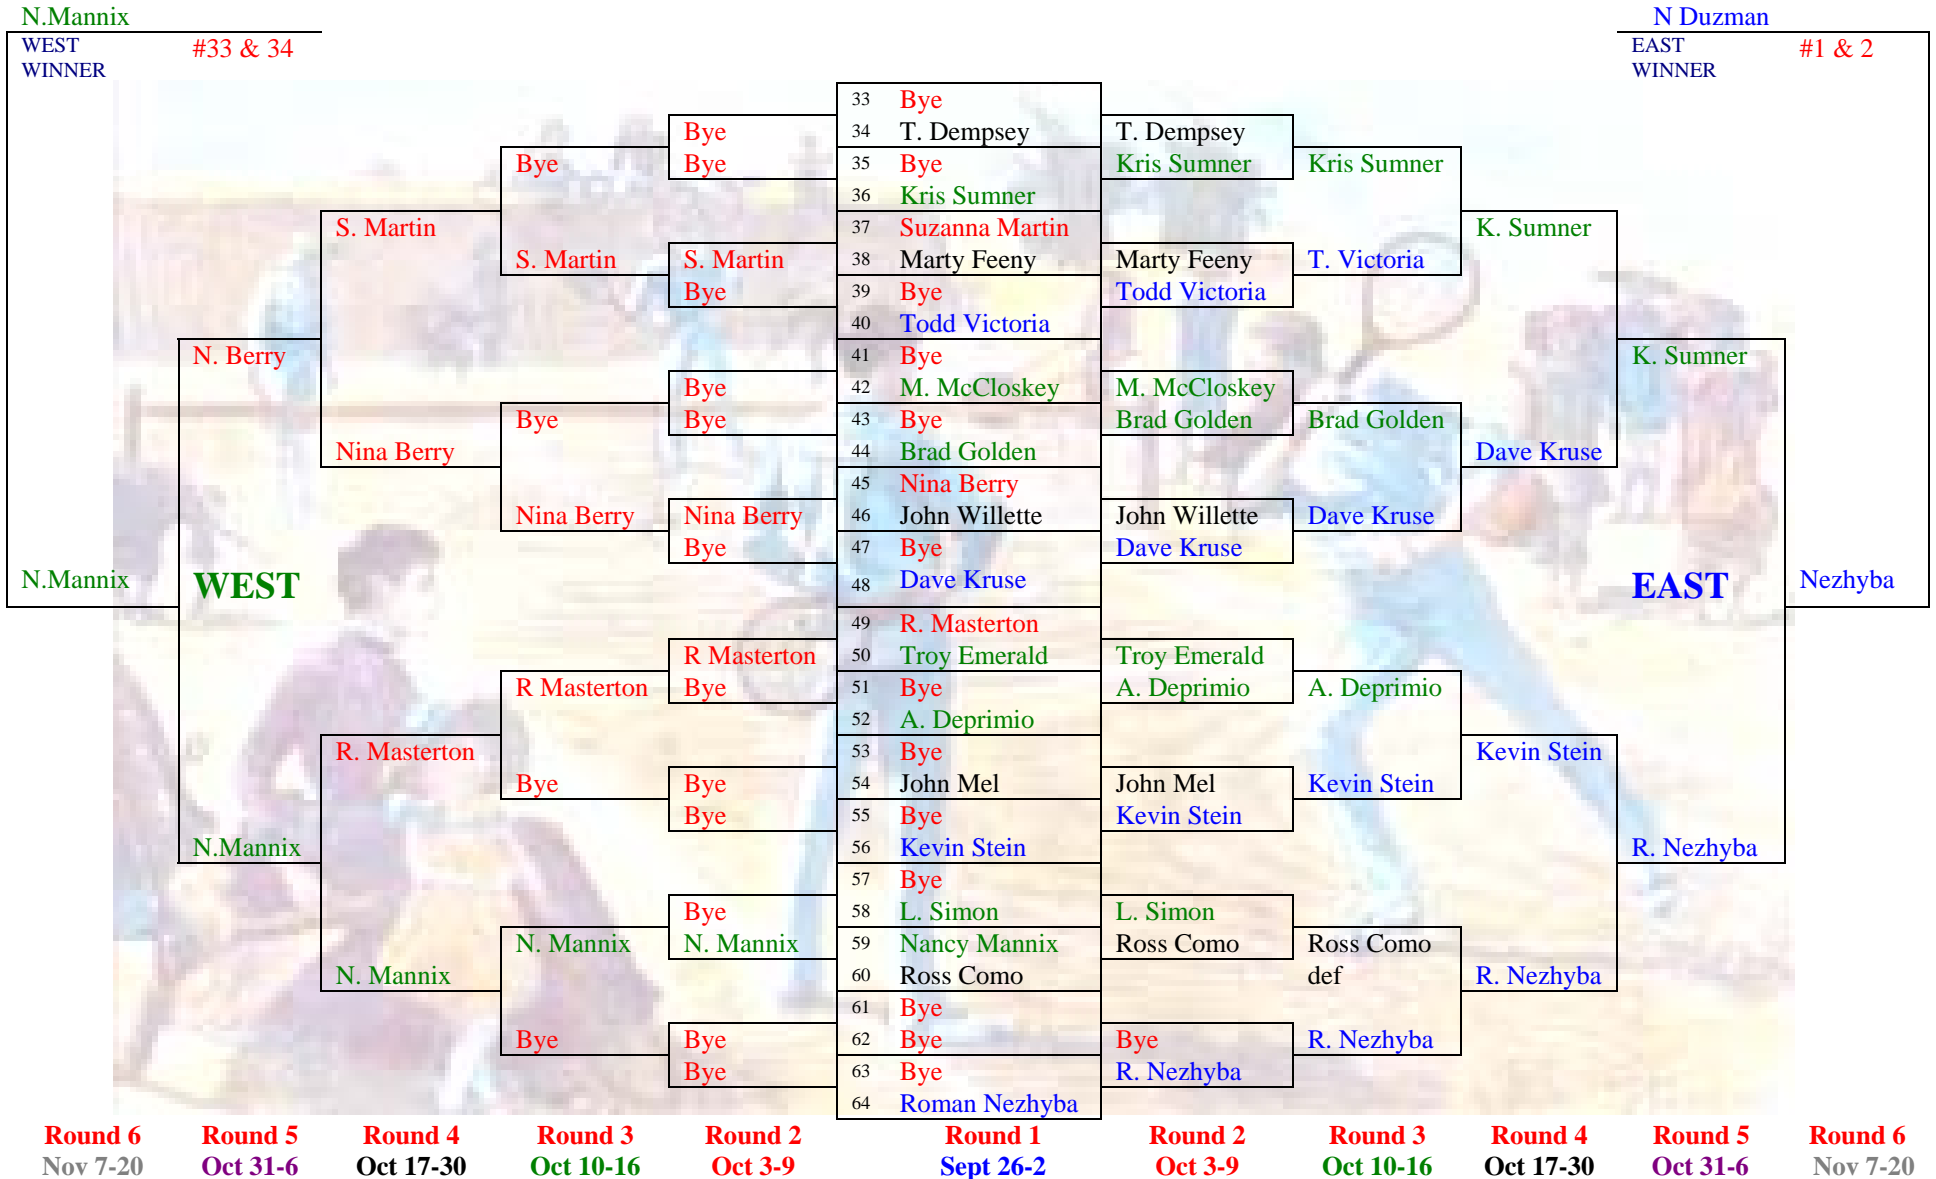 N.Mannix
N Duzman
WEST
WINNER
#33 & 34
EAST
WINNER
#1 & 2
33 Bye
Bye 34 T. Dempsey T. Dempsey
Bye Bye 35 Bye Kris Sumner Kris Sumner
36 Kris Sumner
S. Martin 37 Suzanna Martin K. Sumner
S. Martin S. Martin 38 Marty Feeny Marty Feeny T. Victoria
Bye 39 Bye Todd Victoria
40 Todd Victoria
N. Berry 41 Bye K. Sumner
Bye 42 M. McCloskey M. McCloskey
Bye Bye 43 Bye Brad Golden Brad Golden
Nina Berry 44 Brad Golden Dave Kruse
45 Nina Berry
Nina Berry Nina Berry 46 John Willette John Willette Dave Kruse
Bye 47 Bye Dave Kruse
N.Mannix WEST 48 Dave Kruse EAST Nezhyba
49 R. Masterton
R Masterton 50 Troy Emerald Troy Emerald
R Masterton Bye 51 Bye A. Deprimio A. Deprimio
52 A. Deprimio
R. Masterton 53 Bye Kevin Stein
Bye Bye 54 John Mel John Mel Kevin Stein
Bye 55 Bye Kevin Stein
N.Mannix 56 Kevin Stein R. Nezhyba
57 Bye
Bye 58 L. Simon L. Simon
N. Mannix N. Mannix 59 Nancy Mannix Ross Como Ross Como
N. Mannix 60 Ross Como def R. Nezhyba
61 Bye
Bye Bye 62 Bye Bye R. Nezhyba
Bye 63 Bye R. Nezhyba
64 Roman Nezhyba
Round 6 Round 5 Round 4 Round 3 Round 2 Round 1 Round 2 Round 3 Round 4 Round 5 Round 6
Nov 7-20 Oct 31-6 Oct 17-30 Oct 10-16 Oct 3-9 Sept 26-2 Oct 3-9 Oct 10-16 Oct 17-30 Oct 31-6 Nov 7-20